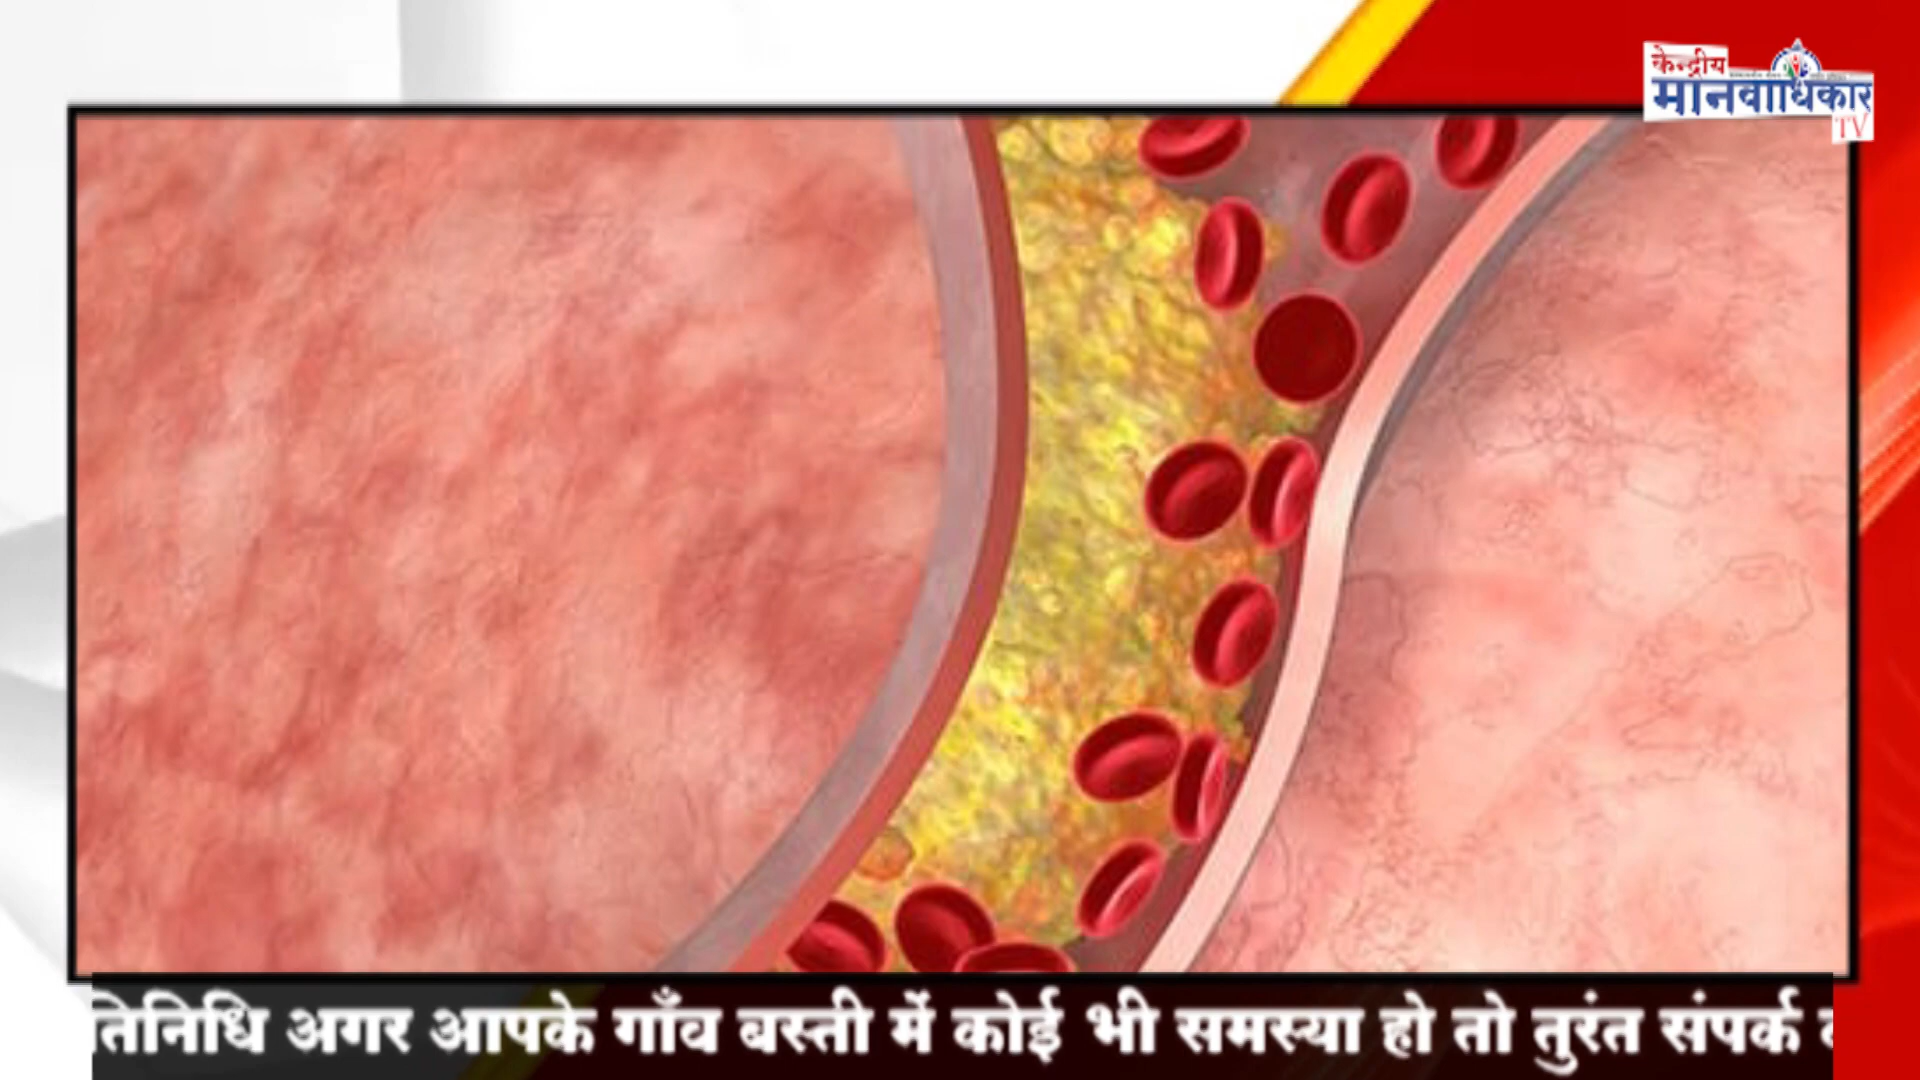 केन्द्रीय
मानवाधिकार
TV
तिनिधि अगर आपके गाँव बस्ती में कोई भी समस्या हो तो तुरंत संपर्क